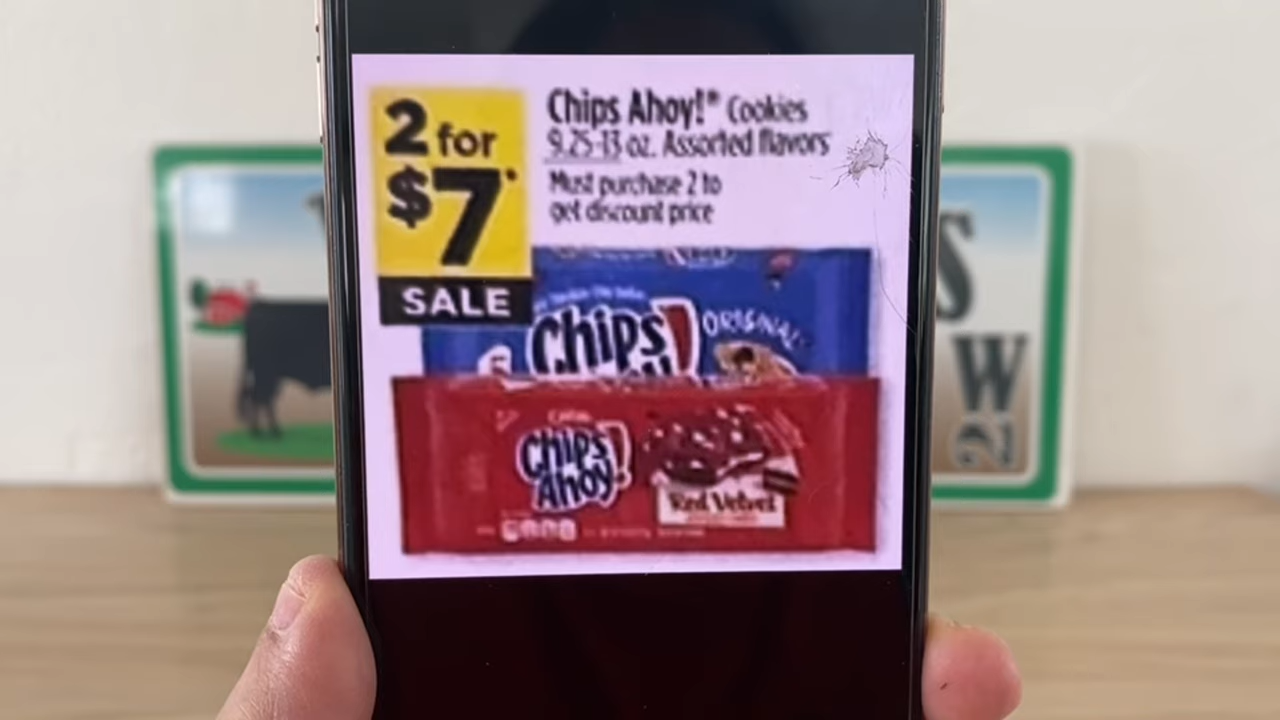 2 for
$7*
SALE
Chips Ahoy!® Cookies
9.25-13 oz. Assorted flavors
Must purchase 2 to
get discount price
Chips
ORIGINAL
Chips
Ahoy!
Red Velvet
S
W